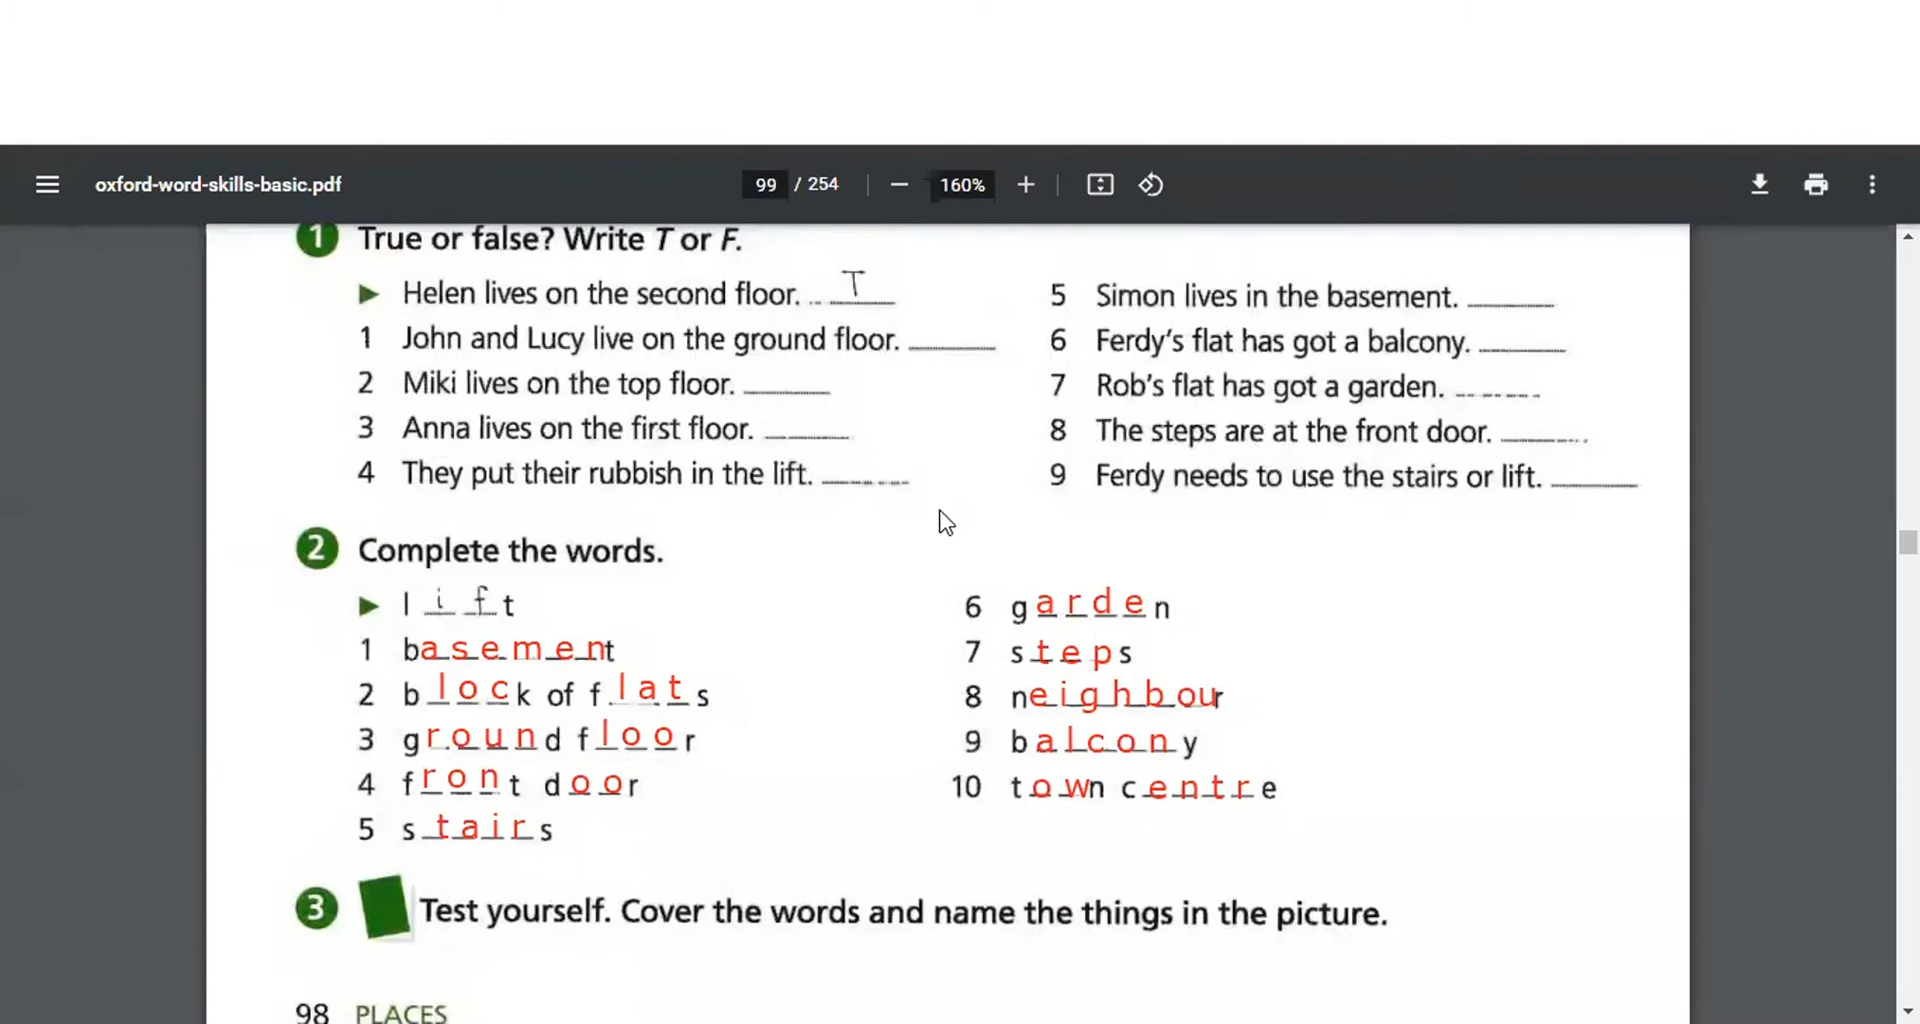 oxford-word-skills-basic.pdf 99 / 254 160%
1 True or false? Write T or F.
Helen lives on the second floor. T
1 John and Lucy live on the ground floor.
2 Miki lives on the top floor.
3 Anna lives on the first floor.
4 They put their rubbish in the lift.
5 Simon lives in the basement.
6 Ferdy's flat has got a balcony.
7 Rob's flat has got a garden.
8 The steps are at the front door.
9 Ferdy needs to use the stairs or lift.
2 Complete the words.
lift
1 basement
2 block of flats
3 ground floor
4 front door
5 stairs
6 garden
7 steps
8 neighbour
9 balcony
10 town centre
3 Test yourself. Cover the words and name the things in the picture.
98 PLACES